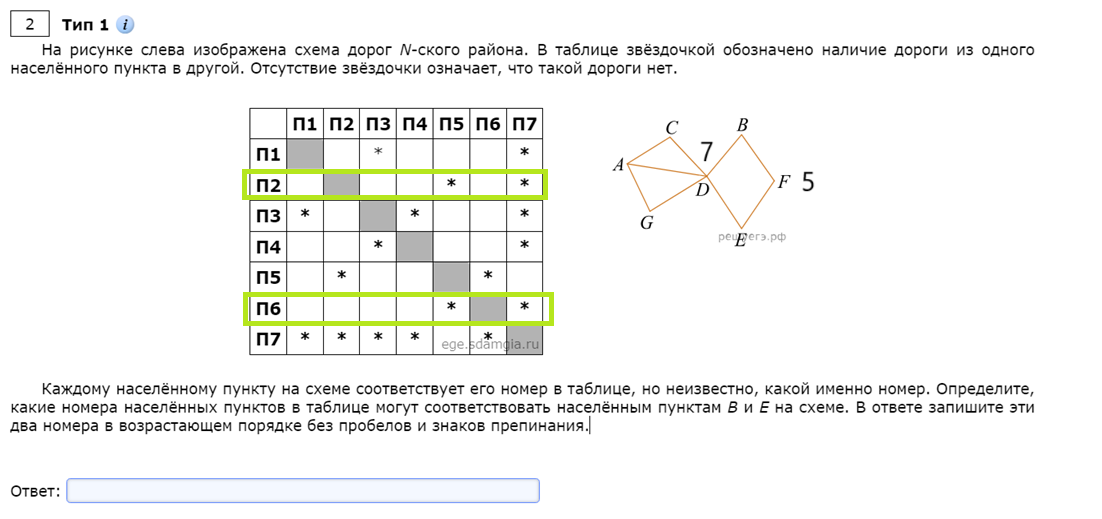 2 Тип 1 i
На рисунке слева изображена схема дорог N-ского района. В таблице звёздочкой обозначено наличие дороги из одного
населённого пункта в другой. Отсутствие звёздочки означает, что такой дороги нет.
П1 П2 П3 П4 П5 П6 П7
П1 * *
П2 * *
П3 * * *
П4 * *
П5 * *
П6 * *
П7 * * * * *
ege.sdamgia.ru
C B
7
A
D F 5
G
E
решуегэ.рф
Каждому населённому пункту на схеме соответствует его номер в таблице, но неизвестно, какой именно номер. Определите,
какие номера населённых пунктов в таблице могут соответствовать населённым пунктам B и E на схеме. В ответе запишите эти
два номера в возрастающем порядке без пробелов и знаков препинания.
Ответ: